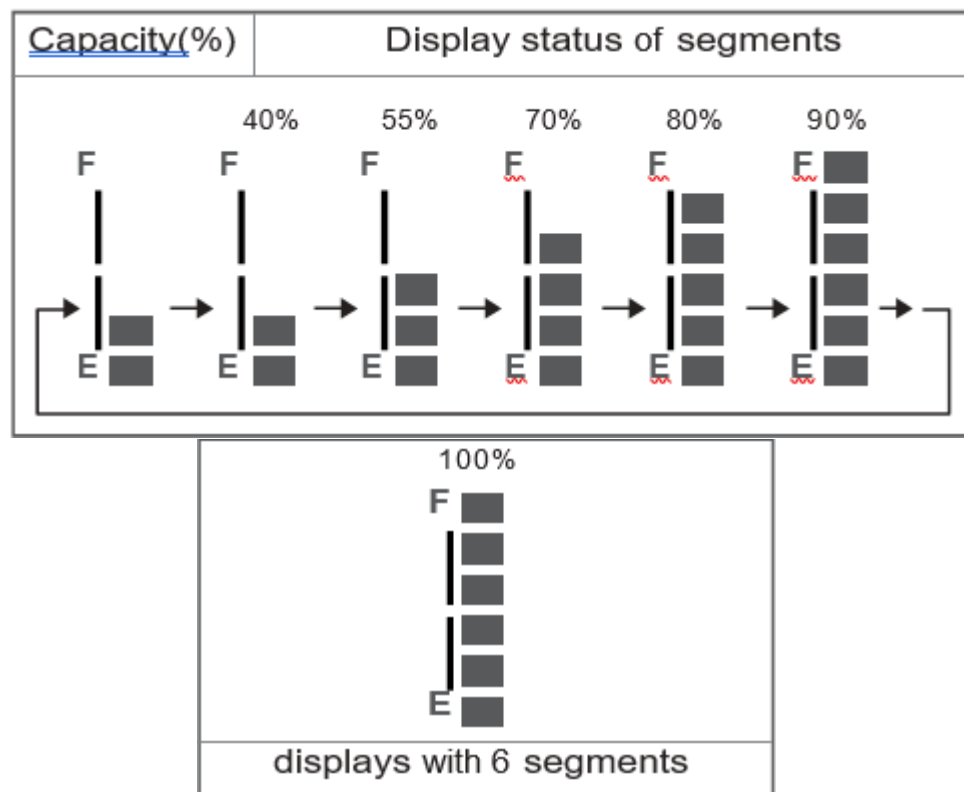 Capacity(%) Display status of segments
40% 55% 70% 80% 90%
F F F F F F
E E E E E E
100%
F
E
displays with 6 segments